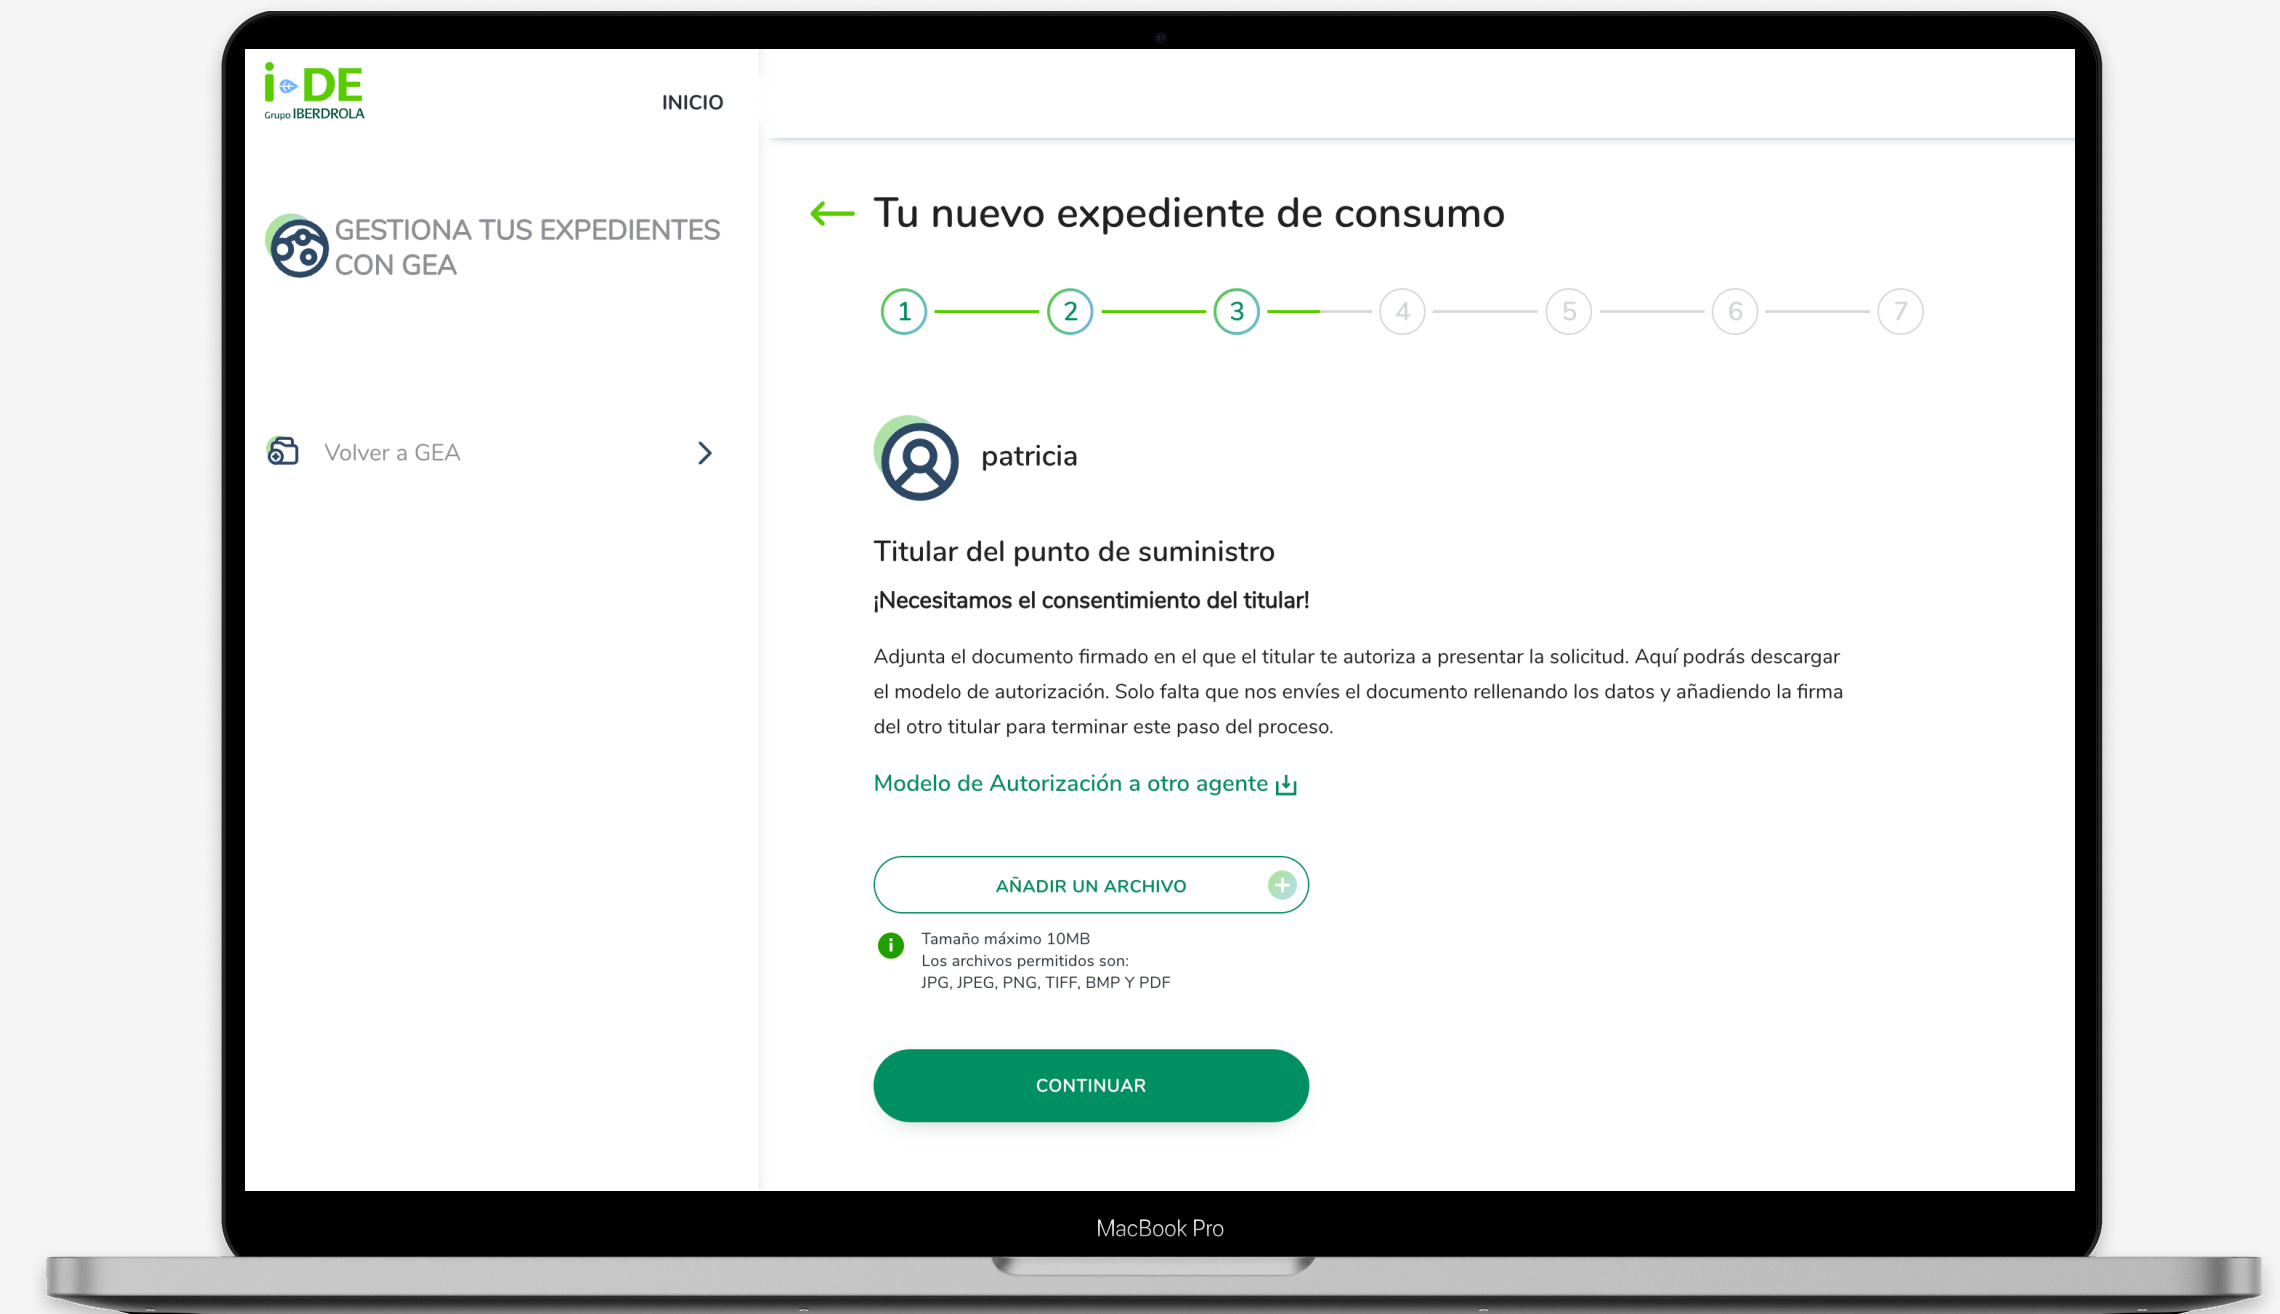 i DE
Grupo IBERDROLA
INICIO
GESTIONA TUS EXPEDIENTES
CON GEA
Volver a GEA
Tu nuevo expediente de consumo
1 2 3 4 5 6 7
patricia
Titular del punto de suministro
¡Necesitamos el consentimiento del titular!
Adjunta el documento firmado en el que el titular te autoriza a presentar la solicitud. Aquí podrás descargar
el modelo de autorización. Solo falta que nos envíes el documento rellenando los datos y añadiendo la firma
del otro titular para terminar este paso del proceso.
Modelo de Autorización a otro agente
AÑADIR UN ARCHIVO
Tamaño máximo 10MB
Los archivos permitidos son:
JPG, JPEG, PNG, TIFF, BMP Y PDF
CONTINUAR
MacBook Pro